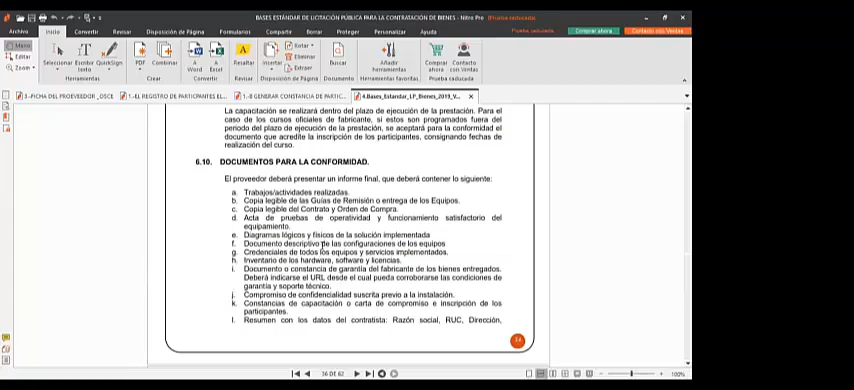 BASES ESTÁNDAR DE LICITACIÓN PÚBLICA PARA LA CONTRATACIÓN DE BIENES - Nitro Pro (Prueba caducada)
Archivo Inicio Convertir Revisar Disposición de Página Formularios Compartir Borrar Proteger Personalizar Ayuda Prueba caducada Comprar ahora Contacto con Ventas
Mano
Editar
Zoom
Seleccionar Escribir texto QuickSign
Herramientas
PDF Combinar
Crear
A Word A Excel
Convertir
Resaltar
Revisar
Insertar Rotar Eliminar Extraer
Disposición de Página
Buscar
Documento
Añadir Herramientas
Herramientas favoritas
Comprar ahora Contacto con Ventas
Prueba caducada
3.-FICHA DEL PROEVEEDOR _OSCE 1.-EL REGISTRO DE PARTICIPANTES EL... 1.-8 GENERAR CONSTANCIA DE PARTIC... 4.Bases_Estandar_LP_Bienes_2019_V...
La capacitación se realizará dentro del plazo de ejecución de la prestación. Para el
caso de los cursos oficiales de fabricante, si estos son programados fuera del
periodo del plazo de ejecución de la prestación, se aceptará para la conformidad el
documento que acredite la inscripción de los participantes, consignando fechas de
realización del curso.
6.10. DOCUMENTOS PARA LA CONFORMIDAD.
El proveedor deberá presentar un informe final, que deberá contener lo siguiente:
a. Trabajos/actividades realizadas.
b. Copia legible de las Guías de Remisión o entrega de los Equipos.
c. Copia legible del Contrato y Orden de Compra.
d. Acta de pruebas de operatividad y funcionamiento satisfactorio del
equipamiento.
e. Diagramas lógicos y físicos de la solución implementada
f. Documento descriptivo de las configuraciones de los equipos
g. Credenciales de todos los equipos y servicios implementados.
h. Inventario de los hardware, software y licencias.
i. Documento o constancia de garantía del fabricante de los bienes entregados.
Deberá indicarse el URL desde el cual pueda corroborarse las condiciones de
garantía y soporte técnico.
j. Compromiso de confidencialidad suscrita previo a la instalación.
k. Constancias de capacitación o carta de compromiso e inscripción de los
participantes.
l. Resumen con los datos del contratista: Razón social, RUC, Dirección,
34
36 DE 62
100%